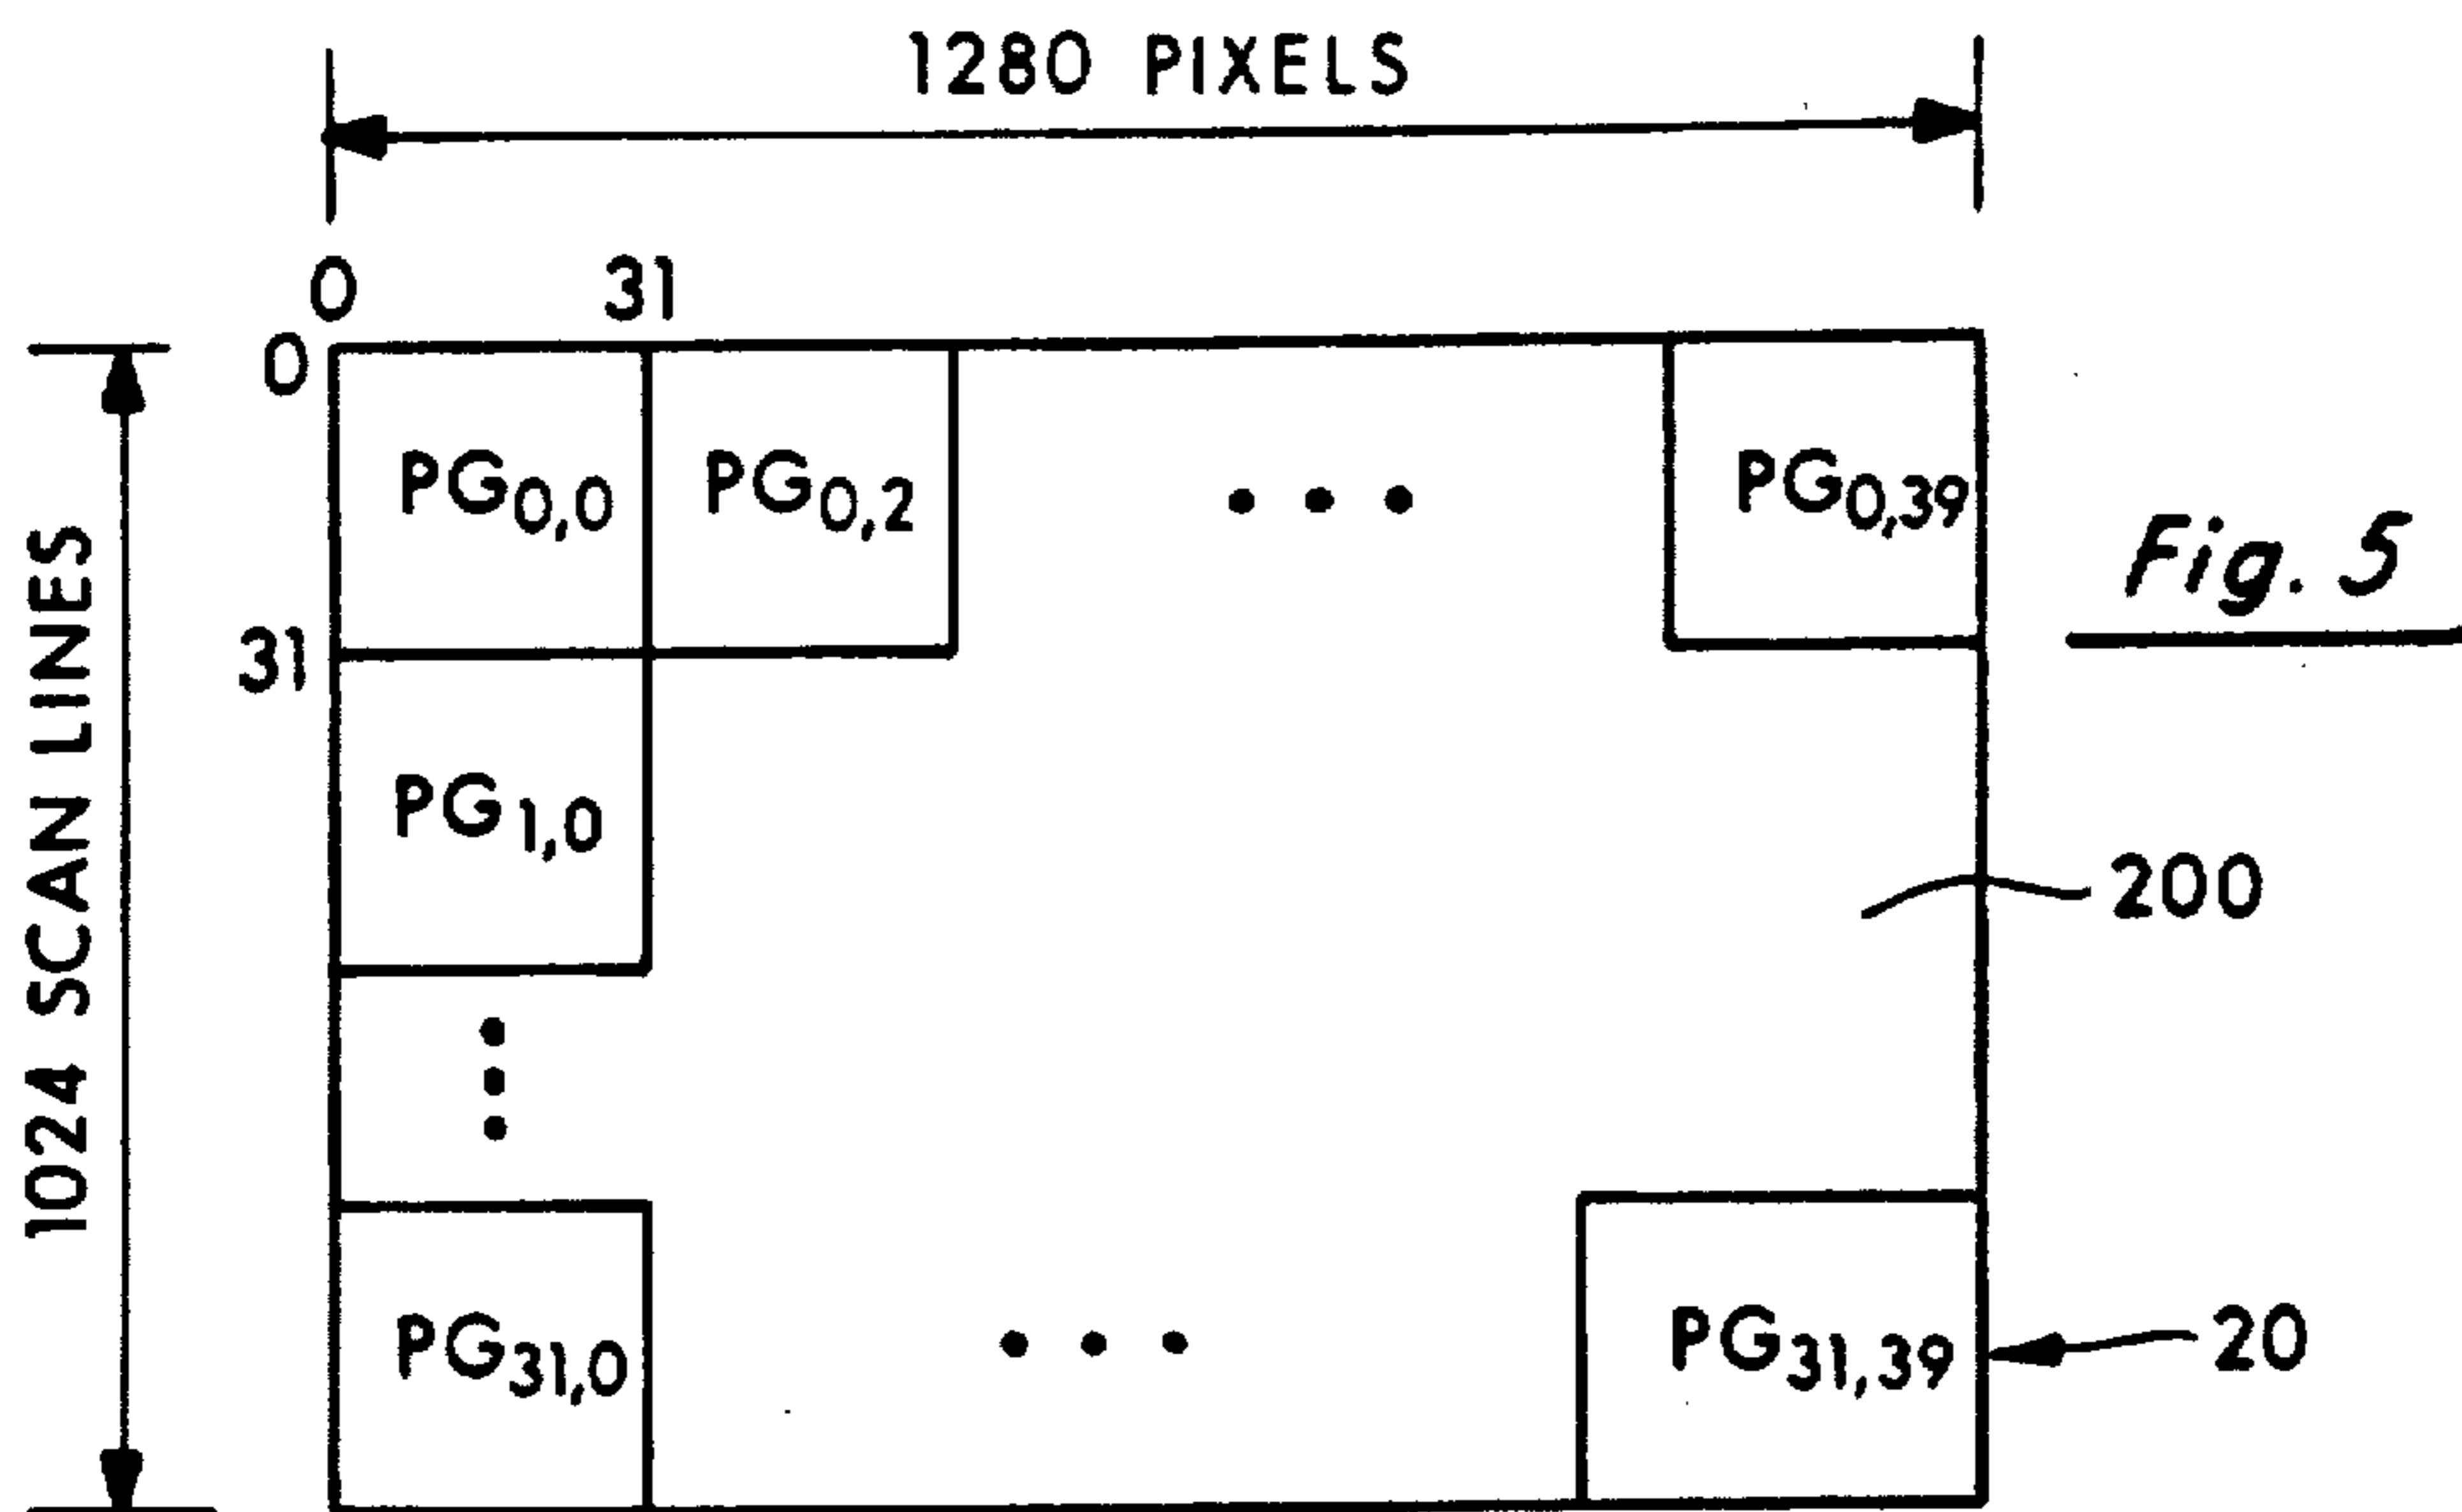 1280 PIXELS
0 31
0
PG0,0 PG0,2 PG0,39
Fig. 5
31
1024 SCAN LINES
PG1,0
200
PG31,0 PG31,39
20